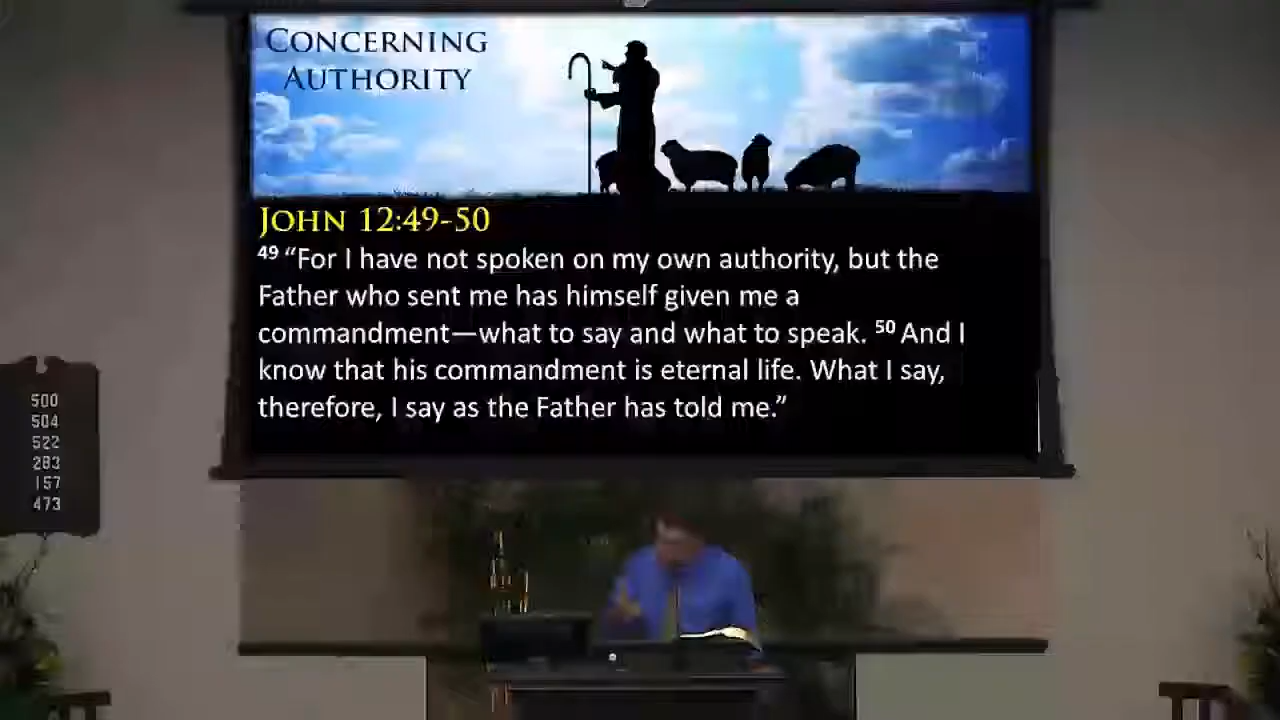 CONCERNING
AUTHORITY
JOHN 12:49-50
49 “For I have not spoken on my own authority, but the
Father who sent me has himself given me a
commandment—what to say and what to speak. 50 And I
know that his commandment is eternal life. What I say,
therefore, I say as the Father has told me.”
500
504
522
283
157
473